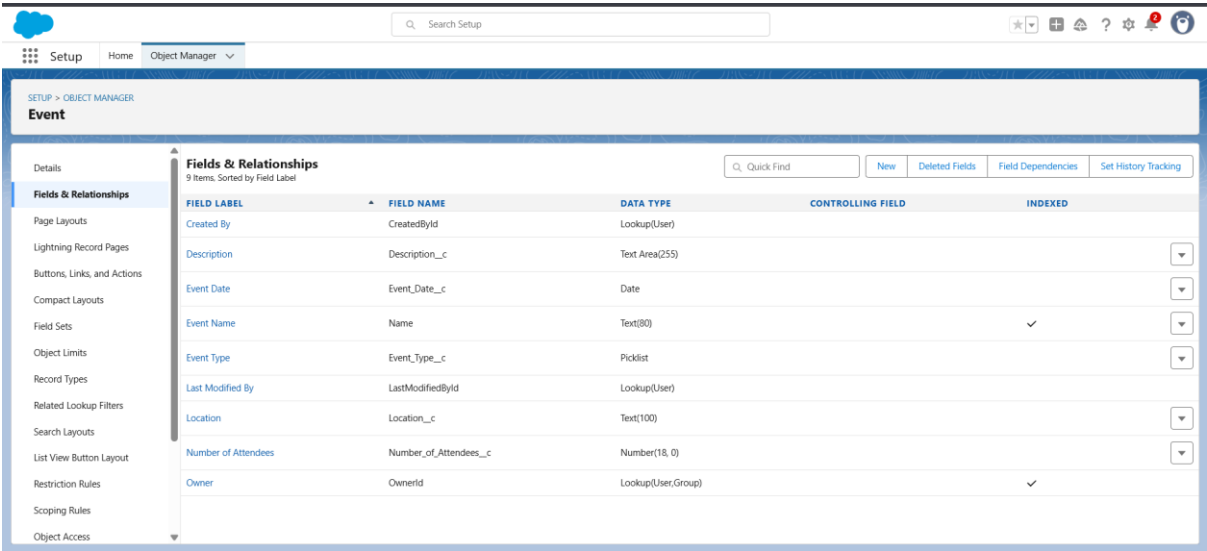 Search Setup
2
Setup Home Object Manager
SETUP > OBJECT MANAGER
Event
Details
Fields & Relationships
Page Layouts
Lightning Record Pages
Buttons, Links, and Actions
Compact Layouts
Field Sets
Object Limits
Record Types
Related Lookup Filters
Search Layouts
List View Button Layout
Restriction Rules
Scoping Rules
Object Access
Fields & Relationships
9 Items. Sorted by Field Label
Quick Find New Deleted Fields Field Dependencies Set History Tracking
FIELD LABEL FIELD NAME DATA TYPE CONTROLLING FIELD INDEXED
Created By CreatedById Lookup(User)
Description Description__c Text Area(255)
Event Date Event_Date__c Date
Event Name Name Text(80)
Event Type Event_Type__c Picklist
Last Modified By LastModifiedById Lookup(User)
Location Location__c Text(100)
Number of Attendees Number_of_Attendees__c Number(18, 0)
Owner OwnerId Lookup(User,Group)